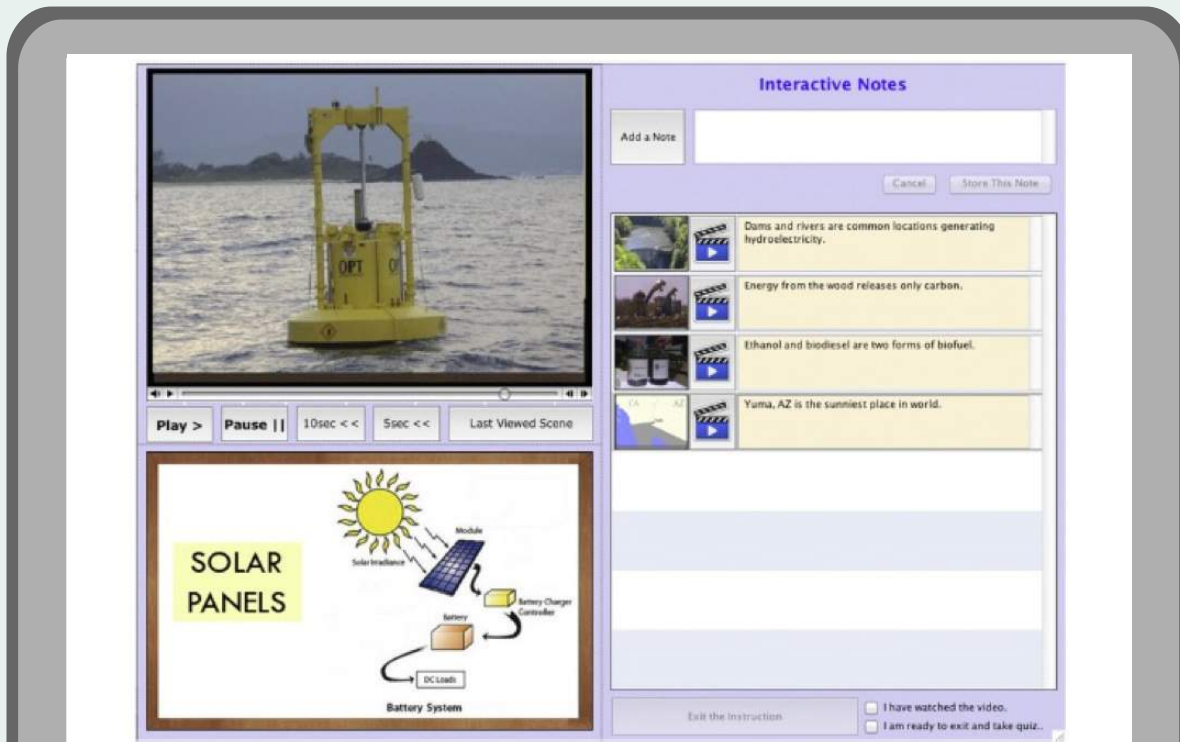 OPT
O
Play >
Pause ||
10sec < <
5sec < <
Last Viewed Scene
SOLAR
PANELS
Solar Irradiance
Module
Battery Charger
Controller
Battery
DC Loads
Battery System
Interactive Notes
Add a Note
Cancel
Store This Note
Dams and rivers are common locations generating
hydroelectricity.
Energy from the wood releases only carbon.
Ethanol and biodiesel are two forms of biofuel.
CA
AZ
Yuma, AZ is the sunniest place in world.
Exit the Instruction
I have watched the video.
I am ready to exit and take quiz..